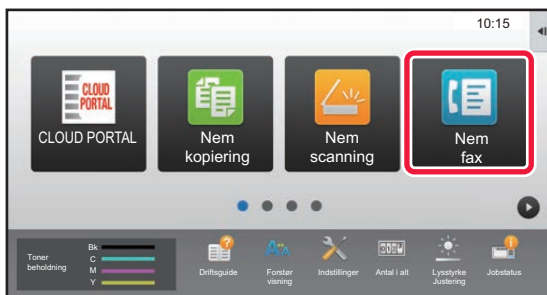 10:15
CLOUD
PORTAL
CLOUD PORTAL
Nem
kopiering
Nem
scanning
Nem
fax
Toner
beholdning
Bk
C
M
Y
Driftsguide
Forstør
visning
Indstillinger
Antal i alt
Lysstyrke
Justering
Jobstatus